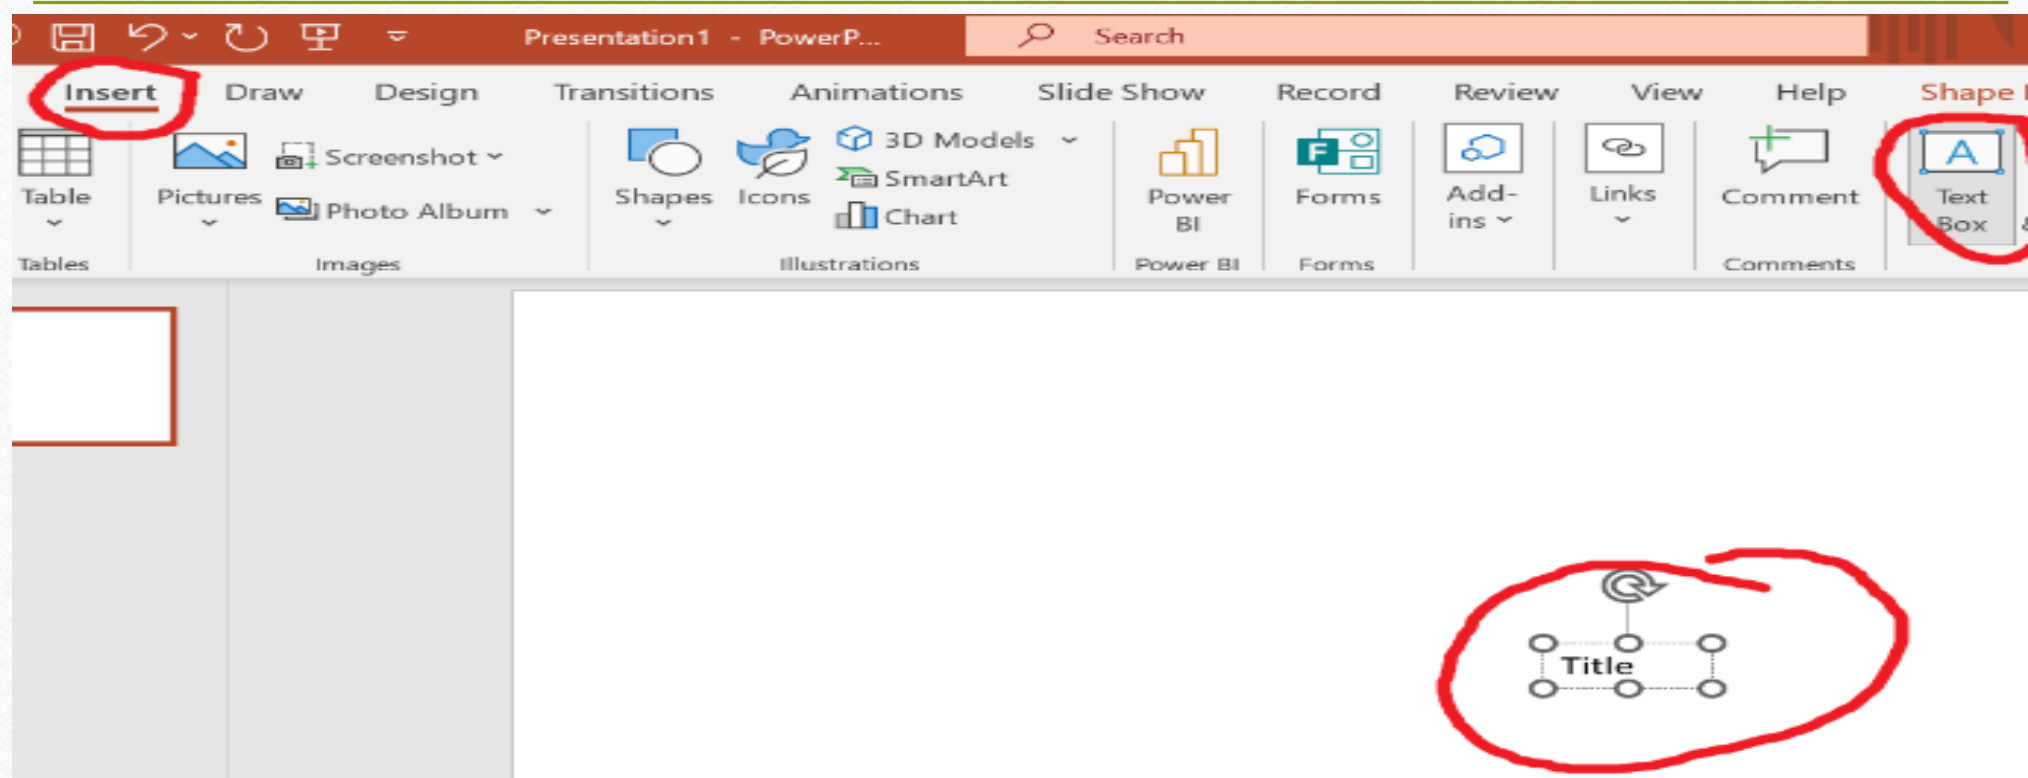 Presentation1 - PowerP...
Search
Insert Draw Design Transitions Animations Slide Show Record Review View Help Shape
Table
Tables
Pictures
Screenshot
Photo Album
Images
Shapes
Icons
3D Models
SmartArt
Chart
Illustrations
Power
BI
Power BI
Forms
Forms
Add-
ins
Links
Comment
Comments
A
Text
Box
Title